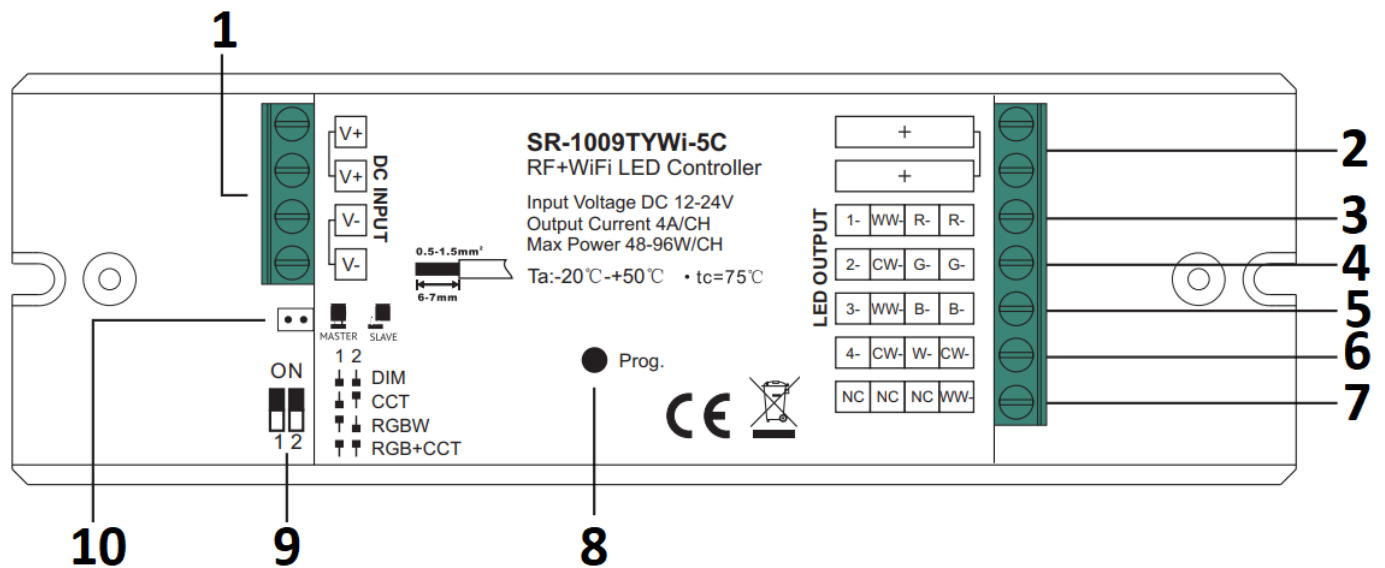 1
V+
V+
V-
V-
DC INPUT
SR-1009TYWi-5C
RF+WiFi LED Controller
Input Voltage DC 12-24V
Output Current 4A/CH
Max Power 48-96W/CH
Ta:-20℃-+50℃ • tc=75℃
0.5-1.5mm²
6-7mm
MASTER SLAVE
1 2
DIM
CCT
RGBW
RGB+CCT
ON
1 2
Prog.
CE
LED OUTPUT
+
+
1- WW- R- R-
2- CW- G- G-
3- WW- B- B-
4- CW- W- CW-
NC NC NC WW-
2
3
4
5
6
7
10
9
8